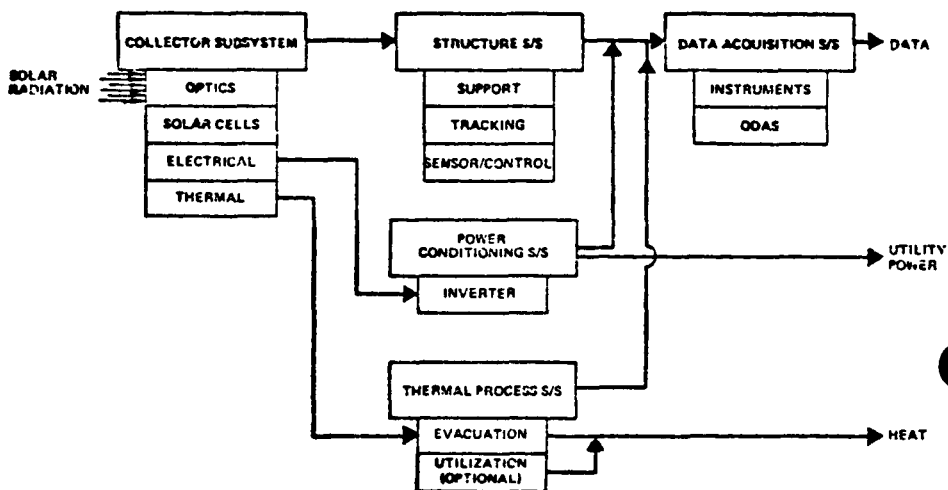 COLLECTOR SUBSYSTEM
STRUCTURE S/S
DATA ACQUISITION S/S
DATA
SOLAR
RADIATION
OPTICS
SUPPORT
INSTRUMENTS
SOLAR CELLS
TRACKING
ODAS
ELECTRICAL
SENSOR/CONTROL
THERMAL
POWER
CONDITIONING S/S
UTILITY
POWER
INVERTER
THERMAL PROCESS S/S
EVACUATION
HEAT
UTILIZATION
(OPTIONAL)